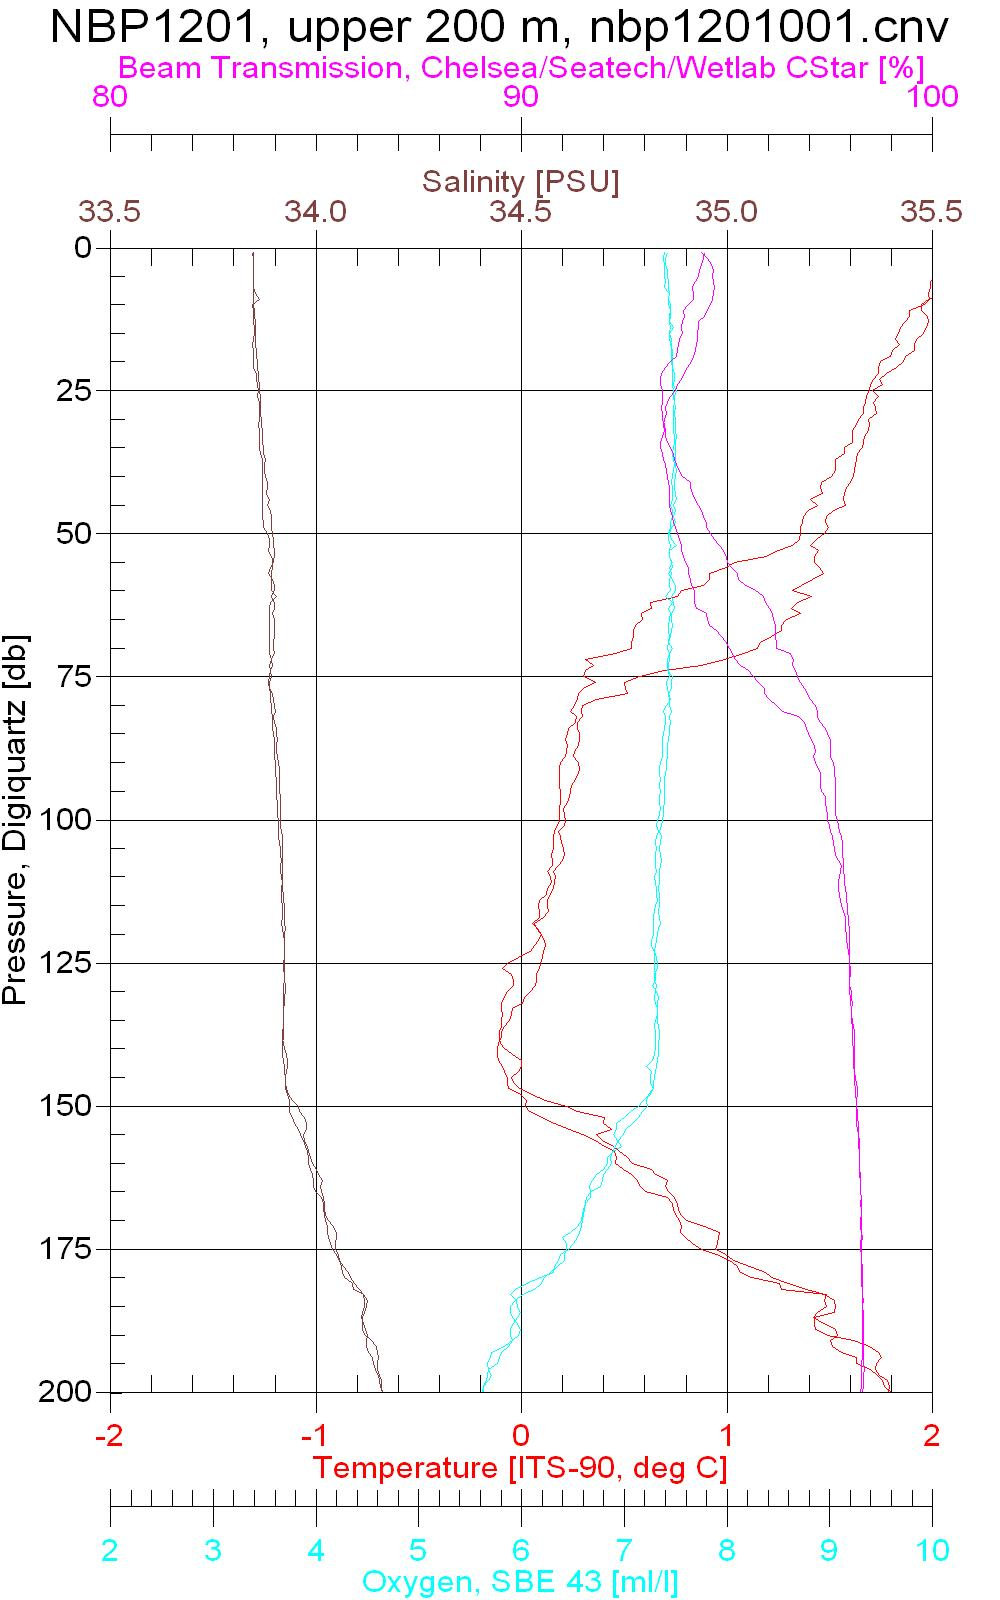 NBP1201, upper 200 m, nbp1201001.cnv
Beam Transmission, Chelsea/Seatech/Wetlab CStar [%]
80 90 100
Salinity [PSU]
33.5 34.0 34.5 35.0 35.5
0
25
50
75
100
125
150
175
200
Pressure, Digiquartz [db]
-2 -1 0 1 2
Temperature [ITS-90, deg C]
2 3 4 5 6 7 8 9 10
Oxygen, SBE 43 [ml/l]